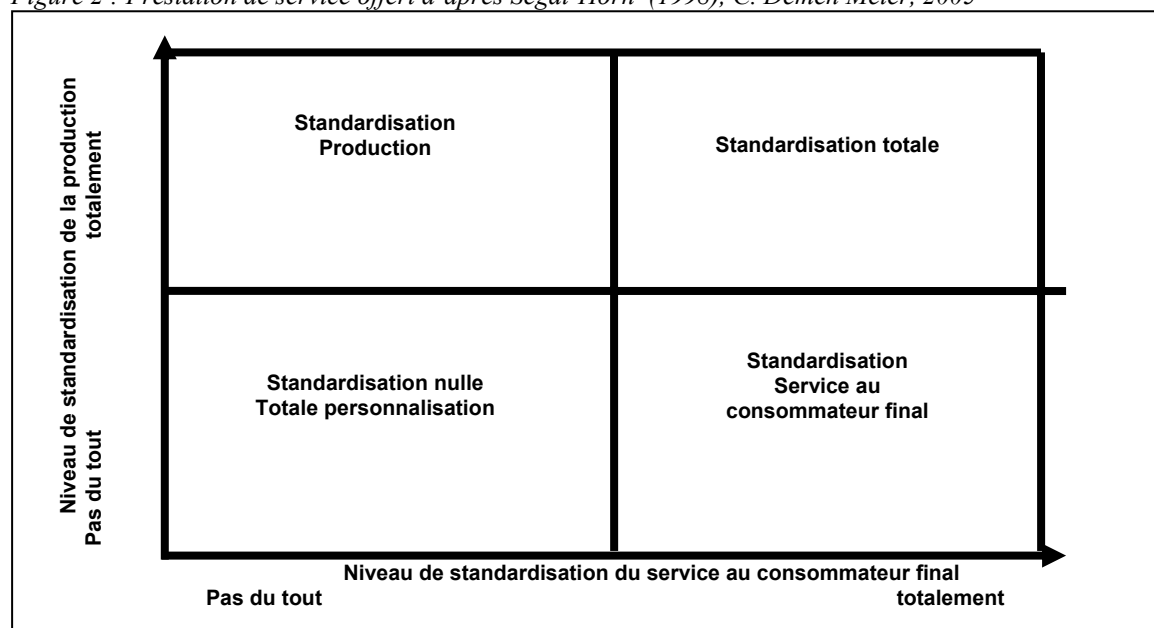 Figure 2 : Prestation de service offert d'après Segal-Horn (1998), C. Demen Meier, 2005
Niveau de standardisation de la production
Pas du tout totalement
Standardisation
Production
Standardisation totale
Standardisation nulle
Totale personnalisation
Standardisation
Service au
consommateur final
Niveau de standardisation du service au consommateur final
Pas du tout totalement